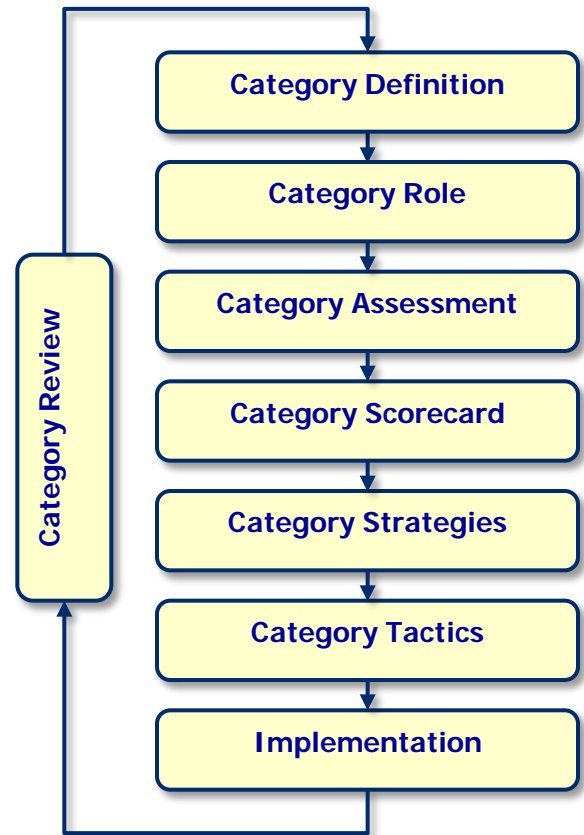 Category Definition
Category Role
Category Assessment
Category Scorecard
Category Strategies
Category Tactics
Implementation
Category Review